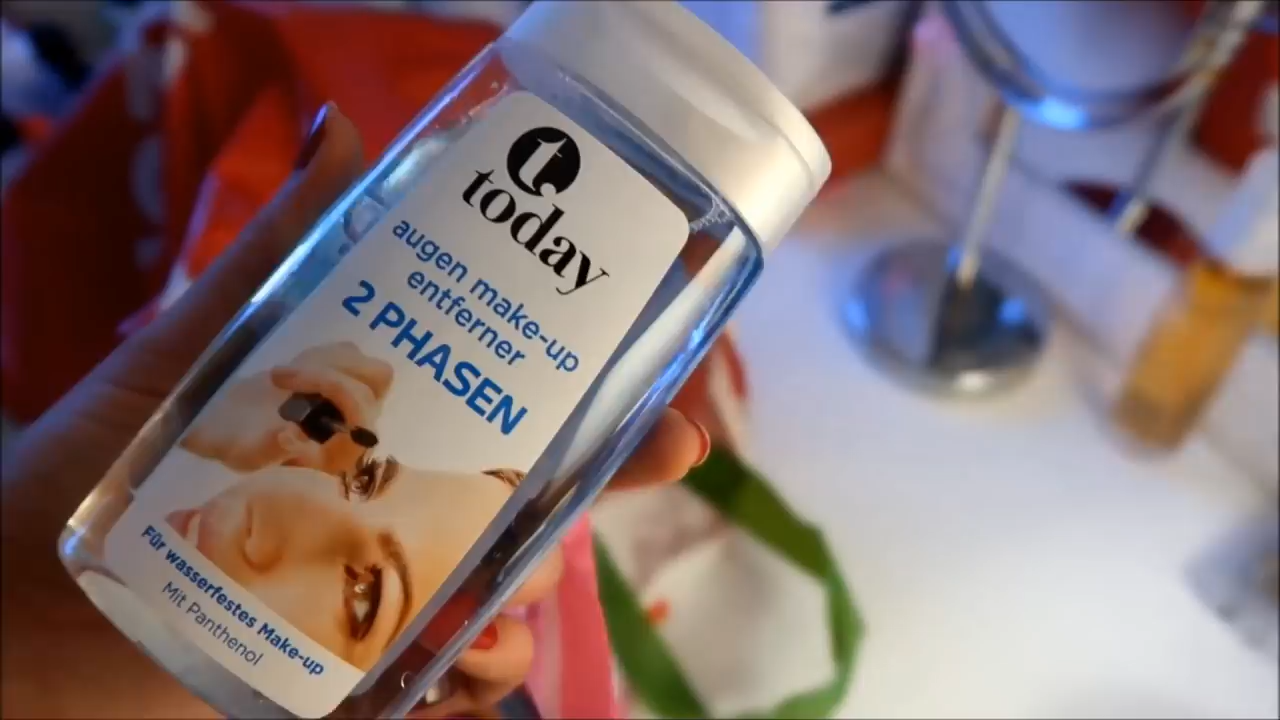 t.
today
augen make-up
entferner
2 PHASEN
Für wasserfestes Make-up
Mit Panthenol